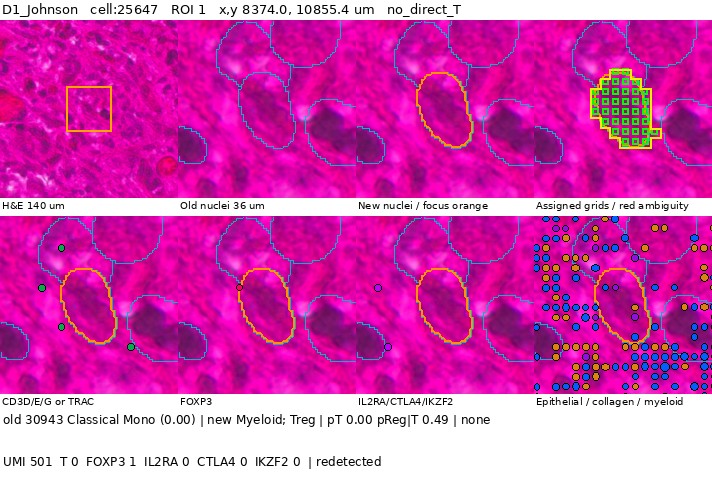 D1_Johnson cell:25647 ROI 1 x,y 8374.0, 10855.4 um no_direct_T
H&E 140 um
Old nuclei 36 um
New nuclei / focus orange
Assigned grids / red ambiguity
CD3D/E/G or TRAC
FOXP3
IL2RA/CTLA4/IKZF2
Epithelial / collagen / myeloid
old 30943 Classical Mono (0.00) | new Myeloid; Treg | pT 0.00 pReg|T 0.49 | none
UMI 501 T 0 FOXP3 1 IL2RA 0 CTLA4 0 IKZF2 0 | redetected